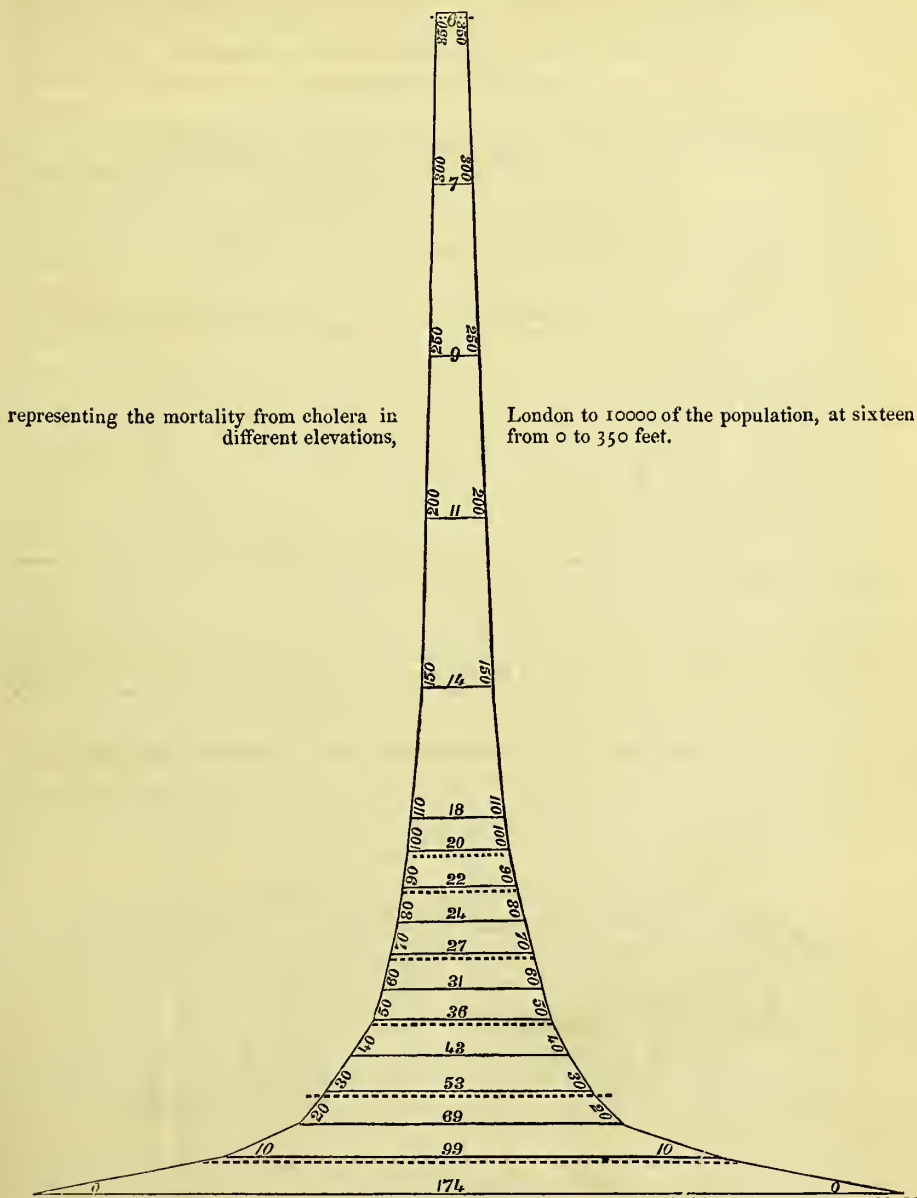 350 6 350
300 7 300
250 9 250
representing the mortality from cholera in London to 10000 of the population, at sixteen
different elevations, from 0 to 350 feet.
200 11 200
150 14 150
110 18 110
100 20 100
90 22 90
80 24 80
70 27 70
60 31 60
50 36 50
40 43 40
30 53 30
20 69 20
10 99 10
0 174 0